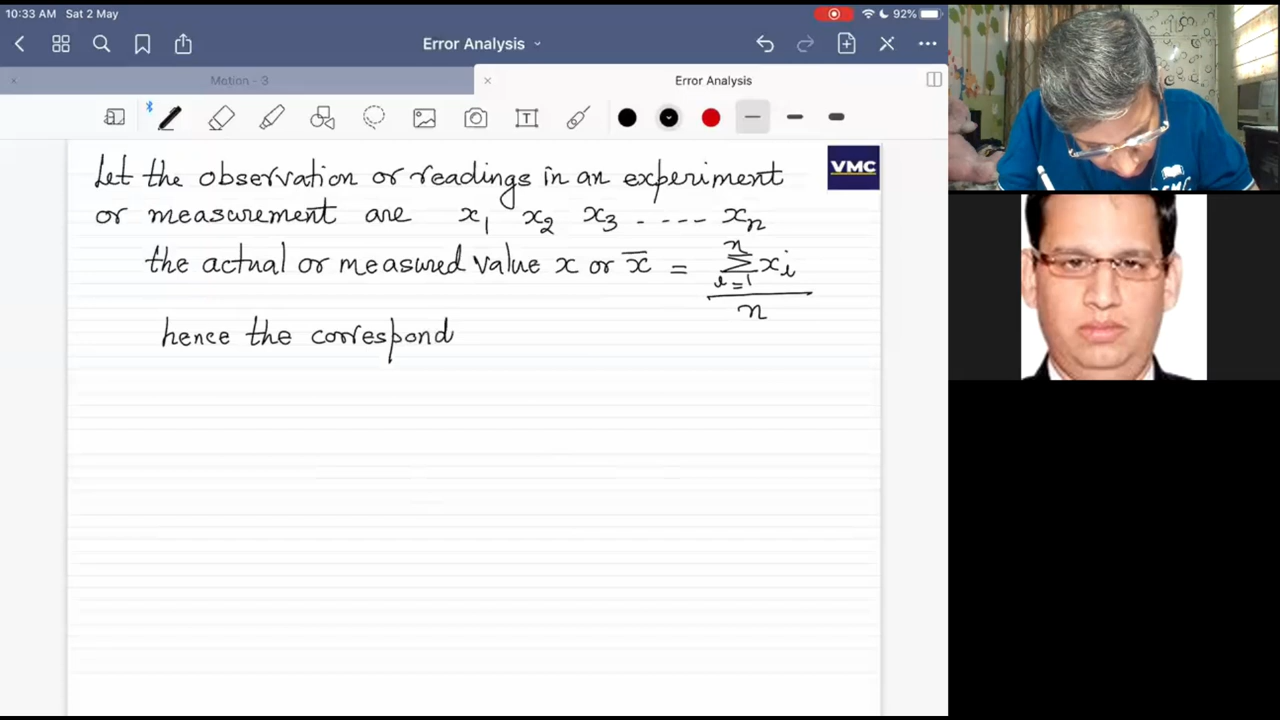 10:33 AM Sat 2 May
92%
Error Analysis
Motion - 3
Error Analysis
VMC
Let the observation or readings in an experiment
or measurement are x₁ x₂ x₃ ..... xₙ
the actual or measured value x or x̄ = ∑ⁿᵢ₌₁ xᵢ / n
hence the correspond